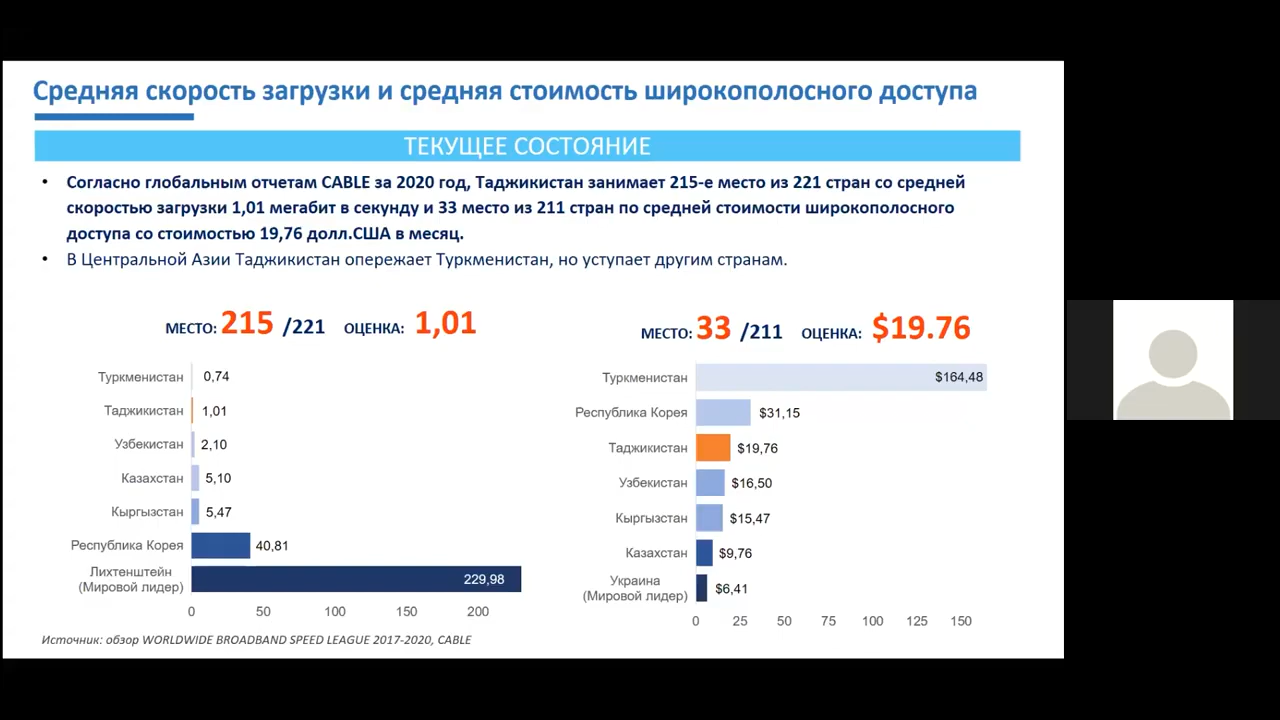 Средняя скорость загрузки и средняя стоимость широкополосного доступа
ТЕКУЩЕЕ СОСТОЯНИЕ
• Согласно глобальным отчетам CABLE за 2020 год, Таджикистан занимает 215-е место из 221 стран со средней
скоростью загрузки 1,01 мегабит в секунду и 33 место из 211 стран по средней стоимости широкополосного
доступа со стоимостью 19,76 долл.США в месяц.
• В Центральной Азии Таджикистан опережает Туркменистан, но уступает другим странам.
МЕСТО: 215 /221 ОЦЕНКА: 1,01
Туркменистан 0,74
Таджикистан 1,01
Узбекистан 2,10
Казахстан 5,10
Кыргызстан 5,47
Республика Корея 40,81
Лихтенштейн
(Мировой лидер) 229,98
0 50 100 150 200
МЕСТО: 33 /211 ОЦЕНКА: $19.76
Туркменистан $164,48
Республика Корея $31,15
Таджикистан $19,76
Узбекистан $16,50
Кыргызстан $15,47
Казахстан $9,76
Украина
(Мировой лидер) $6,41
0 25 50 75 100 125 150
Источник: обзор WORLDWIDE BROADBAND SPEED LEAGUE 2017-2020, CABLE